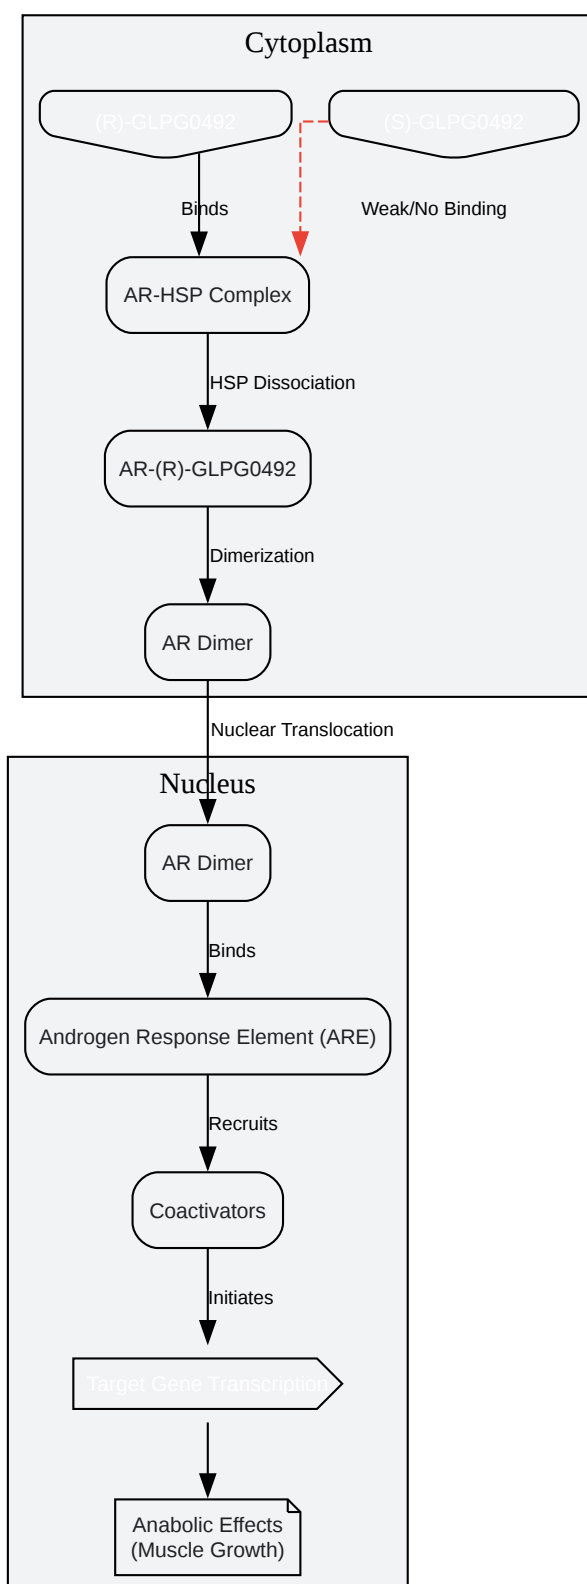 Cytoplasm
(R)-GLPG0492
(S)-GLPG0492
Binds
Weak/No Binding
AR-HSP Complex
HSP Dissociation
AR-(R)-GLPG0492
Dimerization
AR Dimer
Nuclear Translocation
Nucleus
AR Dimer
Binds
Androgen Response Element (ARE)
Recruits
Coactivators
Initiates
Target Gene Transcription
Anabolic Effects
(Muscle Growth)